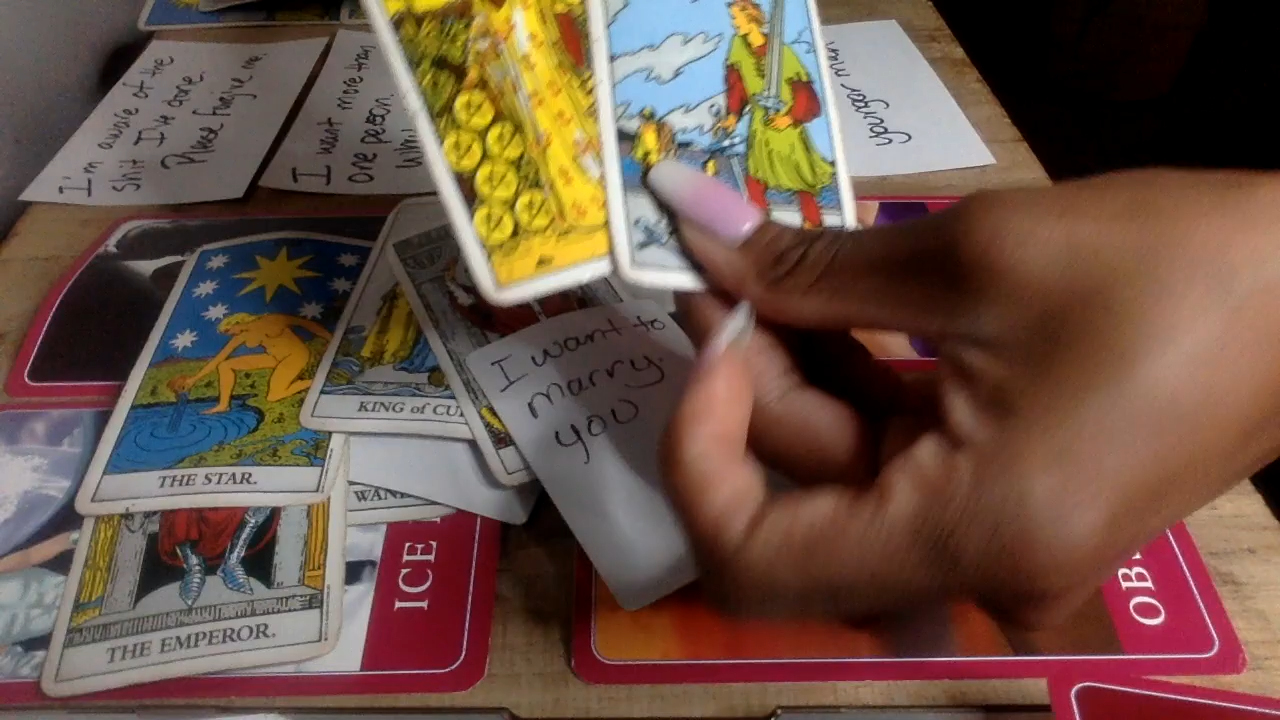 I'm aware of the
shit I've done.
Please forgive me.
I want more than
one person.
younger man
I want to
marry
you
KING of CU
THE STAR.
WAN
THE EMPEROR.
ICE
OB